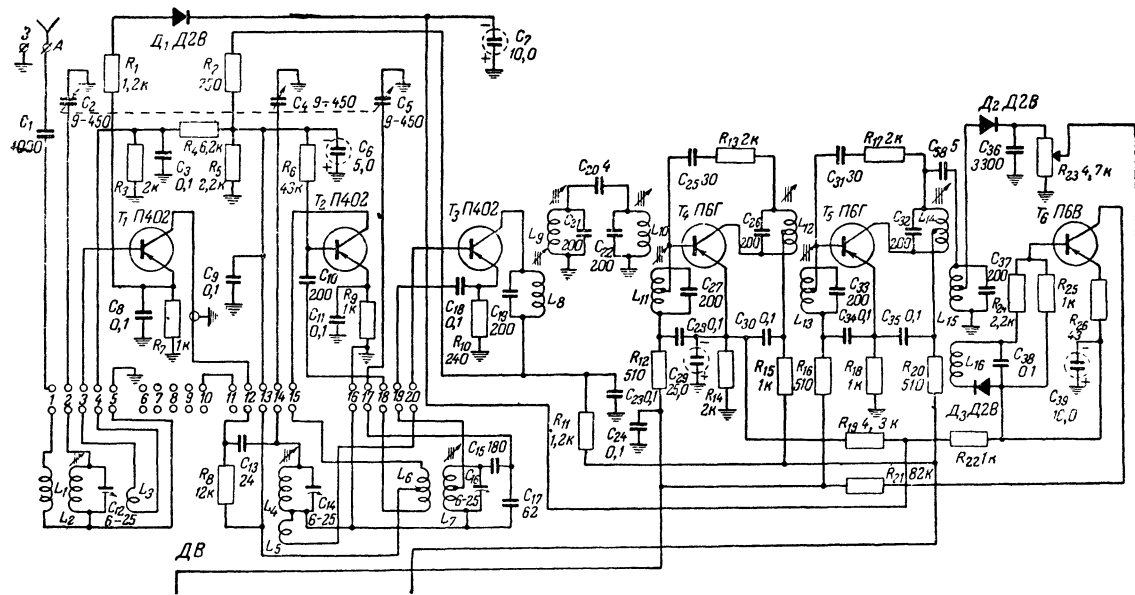 З
А
C1
C2
9-450
R1
1,2к
Д1 Д2В
R2
C7
10,0
C4 9÷450
C5
9-450
R4 6,2к
R3
2к
C3
0,1
R5
2,2к
R6
43к
C6
5,0
T1 П402
T2 П402
T3 П402
C8
0,1
R7
1к
C9
0,1
C10
200
C11
0,1
R9
1к
C18
0,1
R10
240
C19
200
L8
L9
C21
200
C20 4
C22
200
L10
C25 30
R13 2к
T4 П6Г
L11
C27
200
C26
200
L12
C31 30
R17 2к
T5 П6Г
L13
C33
200
C32
200
L14
C58 5
Д2 Д2В
C36
3300
R23 4,7к
T6 П6В
L15
C37
200
R24
2,2к
R25
1к
R26
L16
C38
0,1
Д3 Д2В
C39
10,0
R12
510
C28 0,1
C29
25,0
C30 0,1
R14
2к
R15
1к
R16
510
C34 0,1
R18
1к
C35 0,1
R20
510
R19 4,3к
R22 1к
R21 82к
R11
1,2к
C23 0,1
C24
0,1
1 2 3 4 5 6 7 8 9 10 11 12 13 14 15 16 17 18 19 20
L1
L2
C12
6-25
L3
R8
12к
C13
24
L4
C14
6-25
L5
L6
L7
C15 180
C16
6-25
C17
62
ДВ